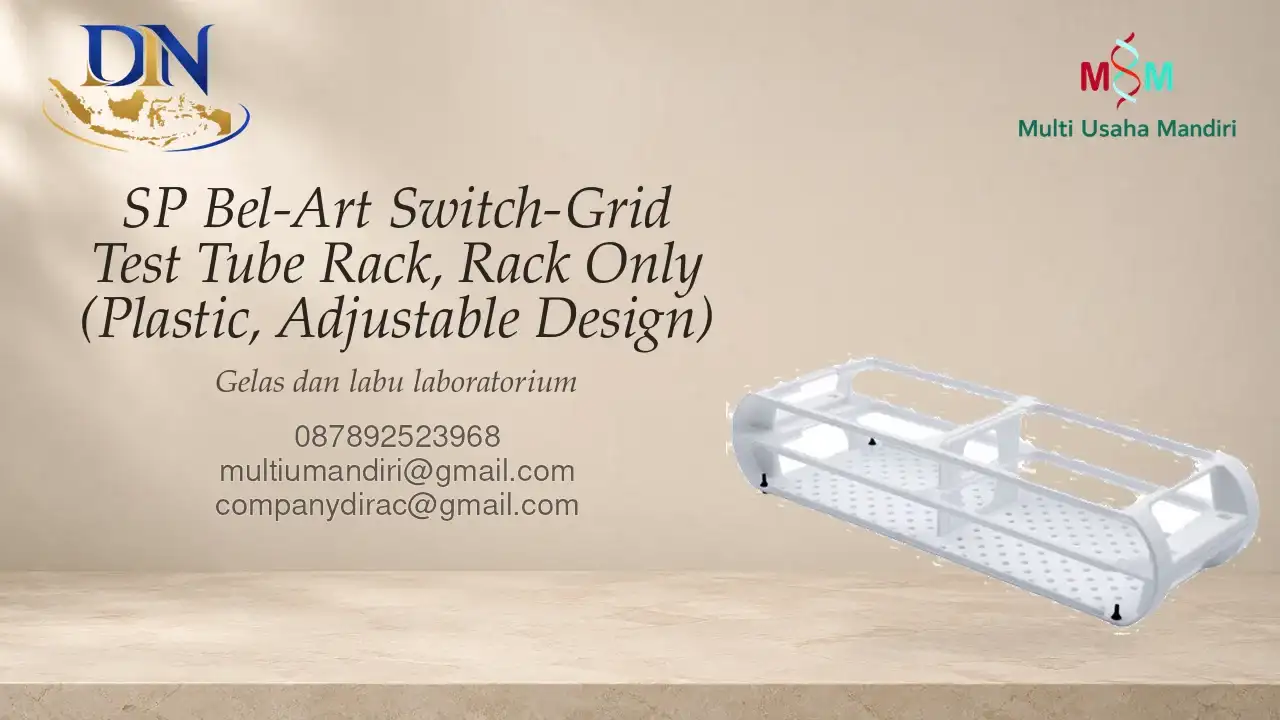 DN
MSM
Multi Usaha Mandiri
SP Bel-Art Switch-Grid
Test Tube Rack, Rack Only
(Plastic, Adjustable Design)
Gelas dan labu laboratorium
087892523968
multiumandiri@gmail.com
companydirac@gmail.com